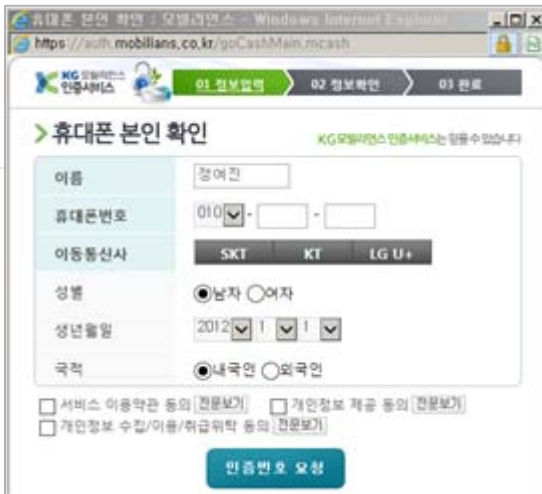 휴대폰 본인 확인 : 모빌리언스 - Windows Internet Explorer
https://auth.mobilians.co.kr/goCashMain.mcash
KG 모빌리언스 인증서비스
01 정보입력
02 정보확인
03 완료
휴대폰 본인 확인
KG모빌리언스 인증서비스는 믿을 수 있습니다
이름 정여진
휴대폰번호 010 - -
이동통신사 SKT KT LG U+
성별 남자 여자
생년월일 2012 1 1
국적 내국인 외국인
서비스 이용약관 동의 전문보기 개인정보 제공 동의 전문보기
개인정보 수집/이용/취급위탁 동의 전문보기
인증번호 요청